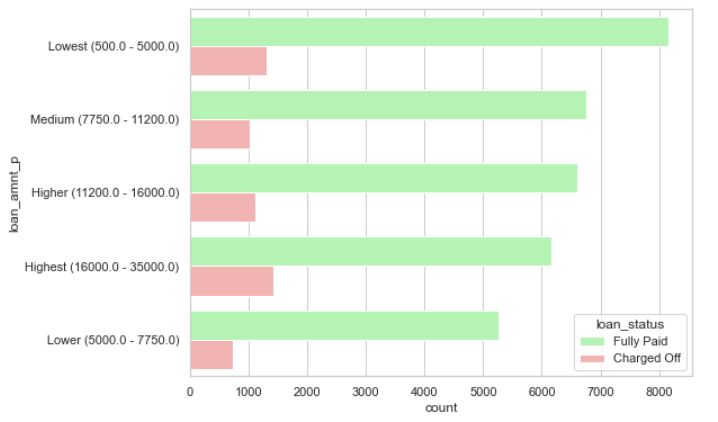 Lowest (500.0 - 5000.0)
Medium (7750.0 - 11200.0)
Higher (11200.0 - 16000.0)
Highest (16000.0 - 35000.0)
Lower (5000.0 - 7750.0)
loan_amnt_p
loan_status
Fully Paid
Charged Off
0 1000 2000 3000 4000 5000 6000 7000 8000
count